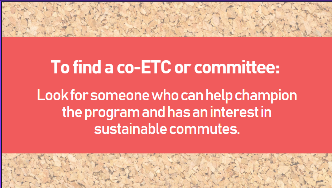 To find a co-ETC or committee:
Look for someone who can help champion
the program and has an interest in
sustainable commutes.